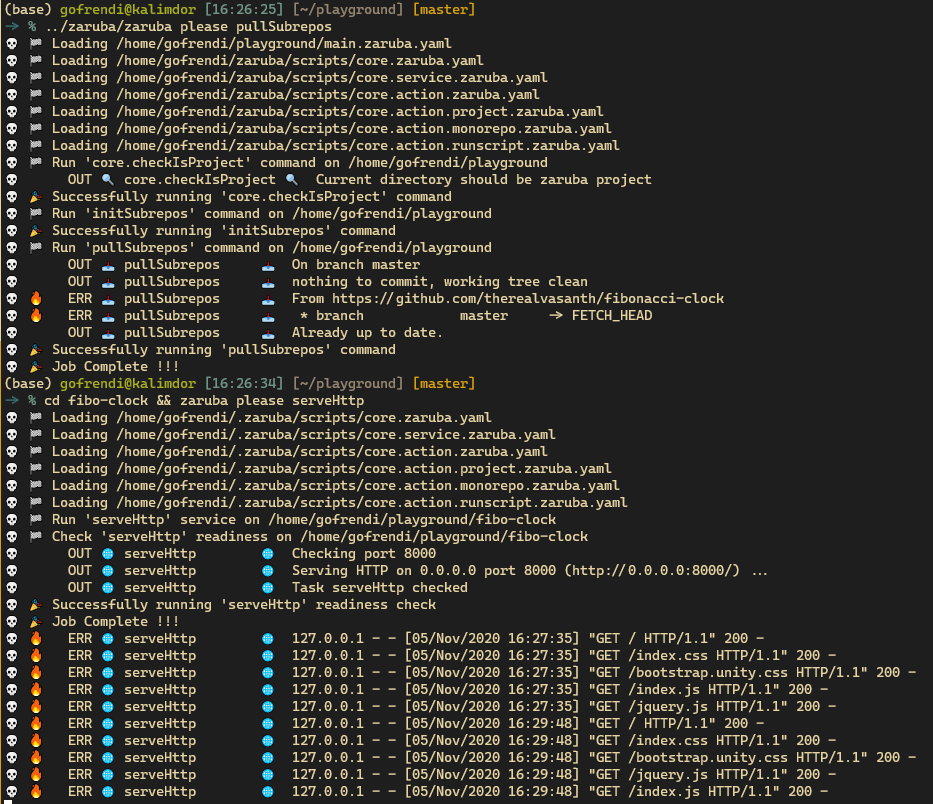 (base) gofrendi@kalimdor [16:26:25] [~/playground] [master]
→ % ../zaruba/zaruba please pullSubrepos
💀 🏁 Loading /home/gofrendi/playground/main.zaruba.yaml
💀 🏁 Loading /home/gofrendi/zaruba/scripts/core.zaruba.yaml
💀 🏁 Loading /home/gofrendi/zaruba/scripts/core.service.zaruba.yaml
💀 🏁 Loading /home/gofrendi/zaruba/scripts/core.action.zaruba.yaml
💀 🏁 Loading /home/gofrendi/zaruba/scripts/core.action.project.zaruba.yaml
💀 🏁 Loading /home/gofrendi/zaruba/scripts/core.action.monorepo.zaruba.yaml
💀 🏁 Loading /home/gofrendi/zaruba/scripts/core.action.runscript.zaruba.yaml
💀 🏁 Run 'core.checkIsProject' command on /home/gofrendi/playground
💀 OUT 🔍 core.checkIsProject 🔍 Current directory should be zaruba project
💀 🎉 Successfully running 'core.checkIsProject' command
💀 🏁 Run 'initSubrepos' command on /home/gofrendi/playground
💀 🎉 Successfully running 'initSubrepos' command
💀 🏁 Run 'pullSubrepos' command on /home/gofrendi/playground
💀 OUT 📥 pullSubrepos 📥 On branch master
💀 OUT 📥 pullSubrepos 📥 nothing to commit, working tree clean
💀 🔥 ERR 📥 pullSubrepos 📥 From https://github.com/therealvasanth/fibonacci-clock
💀 🔥 ERR 📥 pullSubrepos 📥 * branch master -> FETCH_HEAD
💀 OUT 📥 pullSubrepos 📥 Already up to date.
💀 🎉 Successfully running 'pullSubrepos' command
💀 🎉 Job Complete !!!
(base) gofrendi@kalimdor [16:26:34] [~/playground] [master]
→ % cd fibo-clock && zaruba please serveHttp
💀 🏁 Loading /home/gofrendi/.zaruba/scripts/core.zaruba.yaml
💀 🏁 Loading /home/gofrendi/.zaruba/scripts/core.service.zaruba.yaml
💀 🏁 Loading /home/gofrendi/.zaruba/scripts/core.action.zaruba.yaml
💀 🏁 Loading /home/gofrendi/.zaruba/scripts/core.action.project.zaruba.yaml
💀 🏁 Loading /home/gofrendi/.zaruba/scripts/core.action.monorepo.zaruba.yaml
💀 🏁 Loading /home/gofrendi/.zaruba/scripts/core.action.runscript.zaruba.yaml
💀 🏁 Run 'serveHttp' service on /home/gofrendi/playground/fibo-clock
💀 🏁 Check 'serveHttp' readiness on /home/gofrendi/playground/fibo-clock
💀 OUT 🌐 serveHttp 🌐 Checking port 8000
💀 OUT 🌐 serveHttp 🌐 Serving HTTP on 0.0.0.0 port 8000 (http://0.0.0.0:8000/) ...
💀 OUT 🌐 serveHttp 🌐 Task serveHttp checked
💀 🎉 Successfully running 'serveHttp' readiness check
💀 🎉 Job Complete !!!
💀 🔥 ERR 🌐 serveHttp 🌐 127.0.0.1 - - [05/Nov/2020 16:27:35] "GET / HTTP/1.1" 200 -
💀 🔥 ERR 🌐 serveHttp 🌐 127.0.0.1 - - [05/Nov/2020 16:27:35] "GET /index.css HTTP/1.1" 200 -
💀 🔥 ERR 🌐 serveHttp 🌐 127.0.0.1 - - [05/Nov/2020 16:27:35] "GET /bootstrap.unity.css HTTP/1.1" 200 -
💀 🔥 ERR 🌐 serveHttp 🌐 127.0.0.1 - - [05/Nov/2020 16:27:35] "GET /index.js HTTP/1.1" 200 -
💀 🔥 ERR 🌐 serveHttp 🌐 127.0.0.1 - - [05/Nov/2020 16:27:35] "GET /jquery.js HTTP/1.1" 200 -
💀 🔥 ERR 🌐 serveHttp 🌐 127.0.0.1 - - [05/Nov/2020 16:29:48] "GET / HTTP/1.1" 200 -
💀 🔥 ERR 🌐 serveHttp 🌐 127.0.0.1 - - [05/Nov/2020 16:29:48] "GET /index.css HTTP/1.1" 200 -
💀 🔥 ERR 🌐 serveHttp 🌐 127.0.0.1 - - [05/Nov/2020 16:29:48] "GET /bootstrap.unity.css HTTP/1.1" 200 -
💀 🔥 ERR 🌐 serveHttp 🌐 127.0.0.1 - - [05/Nov/2020 16:29:48] "GET /jquery.js HTTP/1.1" 200 -
💀 🔥 ERR 🌐 serveHttp 🌐 127.0.0.1 - - [05/Nov/2020 16:29:48] "GET /index.js HTTP/1.1" 200 -